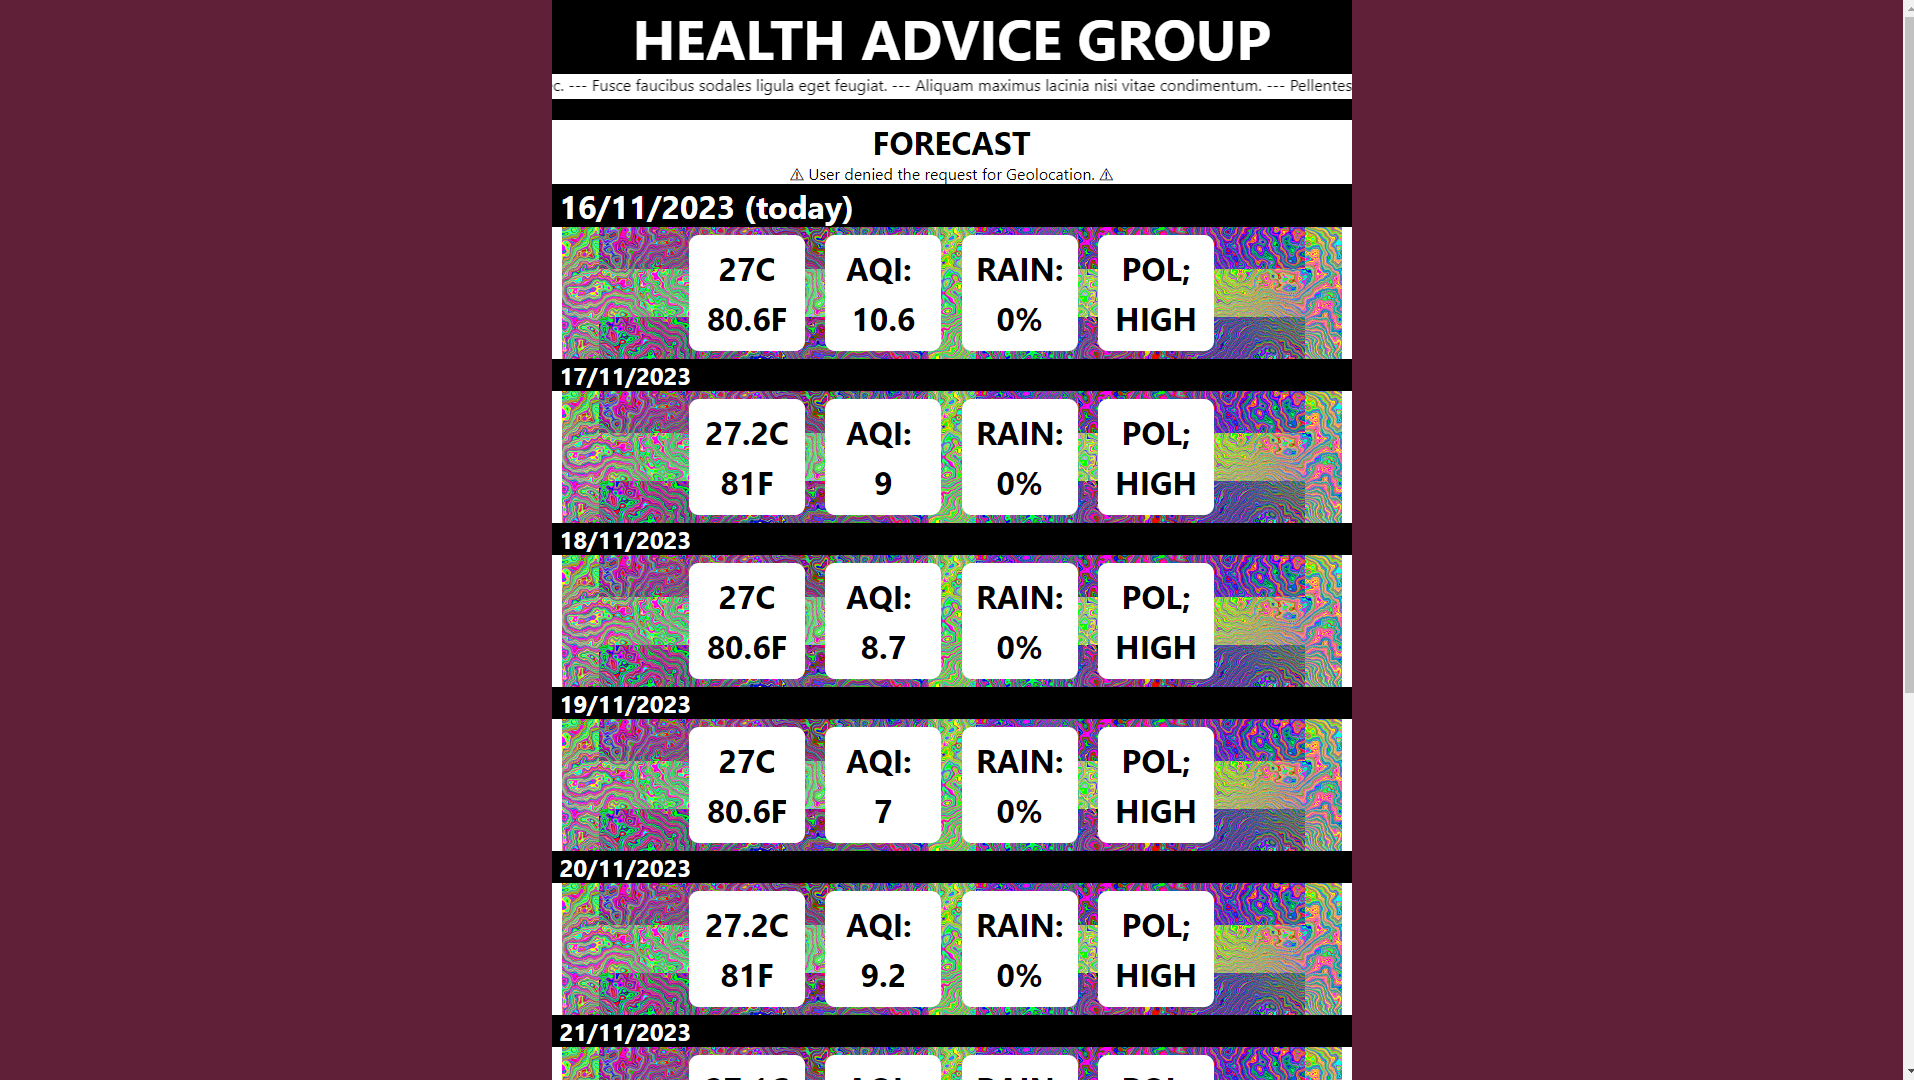 HEALTH ADVICE GROUP
c. --- Fusce faucibus sodales ligula eget feugiat. --- Aliquam maximus lacinia nisi vitae condimentum. --- Pellentes
FORECAST
⚠ User denied the request for Geolocation. ⚠
16/11/2023 (today)
27C AQI: RAIN: POL;
80.6F 10.6 0% HIGH
17/11/2023
27.2C AQI: RAIN: POL;
81F 9 0% HIGH
18/11/2023
27C AQI: RAIN: POL;
80.6F 8.7 0% HIGH
19/11/2023
27C AQI: RAIN: POL;
80.6F 7 0% HIGH
20/11/2023
27.2C AQI: RAIN: POL;
81F 9.2 0% HIGH
21/11/2023